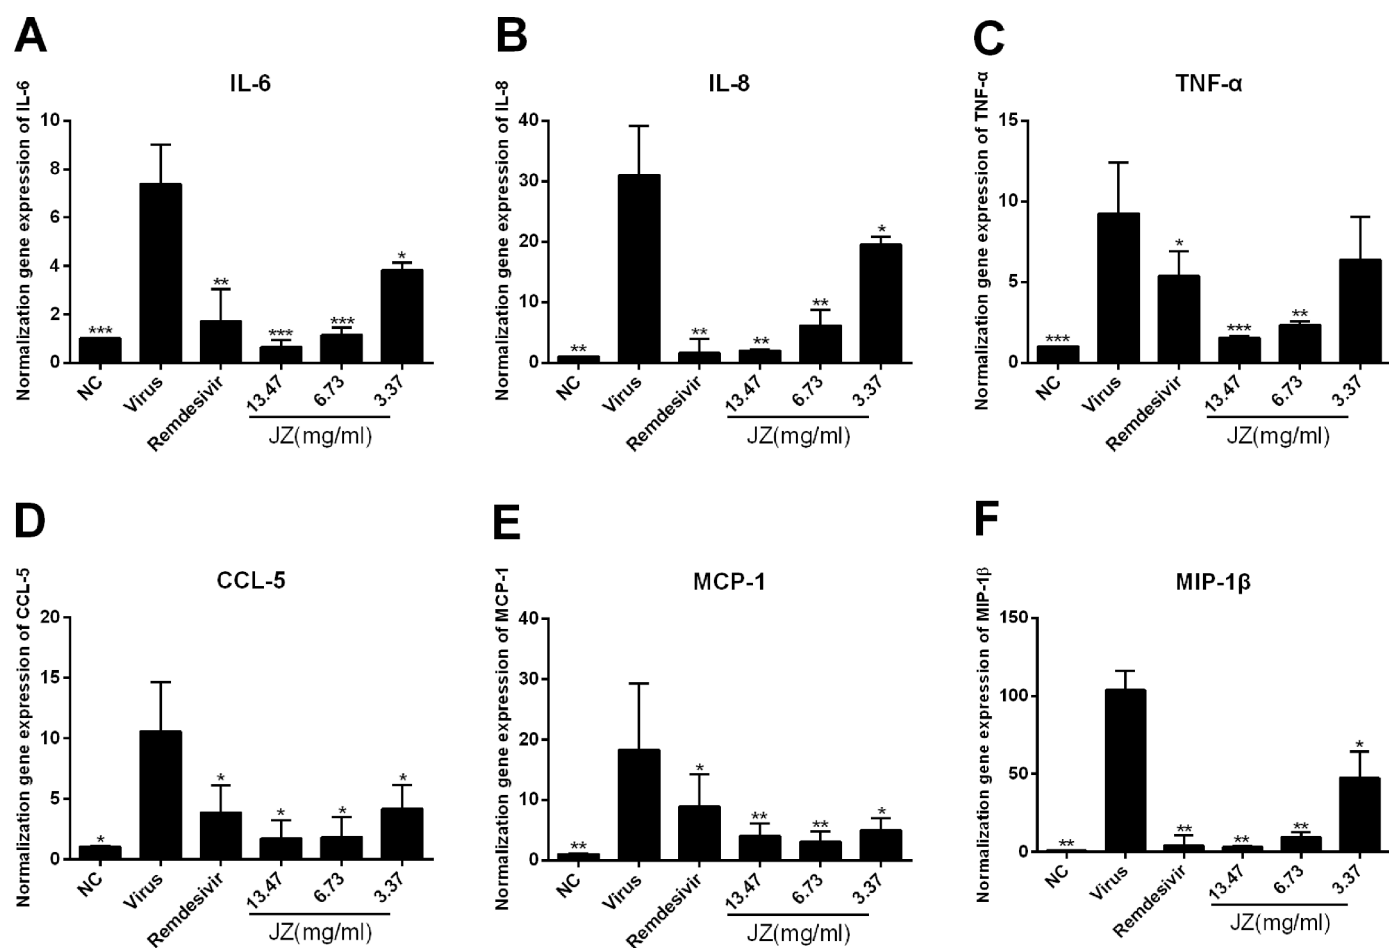 A
IL-6
Normalization gene expression of IL-6
10
8
6
4
2
0
***
**
***
***
*
NC
Virus
Remdesivir
13.47
6.73
3.37
JZ(mg/ml)
B
IL-8
Normalization gene expression of IL-8
40
30
20
10
0
**
**
**
**
*
NC
Virus
Remdesivir
13.47
6.73
3.37
JZ(mg/ml)
C
TNF-α
Normalization gene expression of TNF-α
15
10
5
0
***
*
***
**
NC
Virus
Remdesivir
13.47
6.73
3.37
JZ(mg/ml)
D
CCL-5
Normalization gene expression of CCL-5
20
15
10
5
0
*
*
*
*
*
NC
Virus
Remdesivir
13.47
6.73
3.37
JZ(mg/ml)
E
MCP-1
Normalization gene expression of MCP-1
40
30
20
10
0
**
*
**
**
*
NC
Virus
Remdesivir
13.47
6.73
3.37
JZ(mg/ml)
F
MIP-1β
Normalization gene expression of MIP-1β
150
100
50
0
**
**
**
**
*
NC
Virus
Remdesivir
13.47
6.73
3.37
JZ(mg/ml)